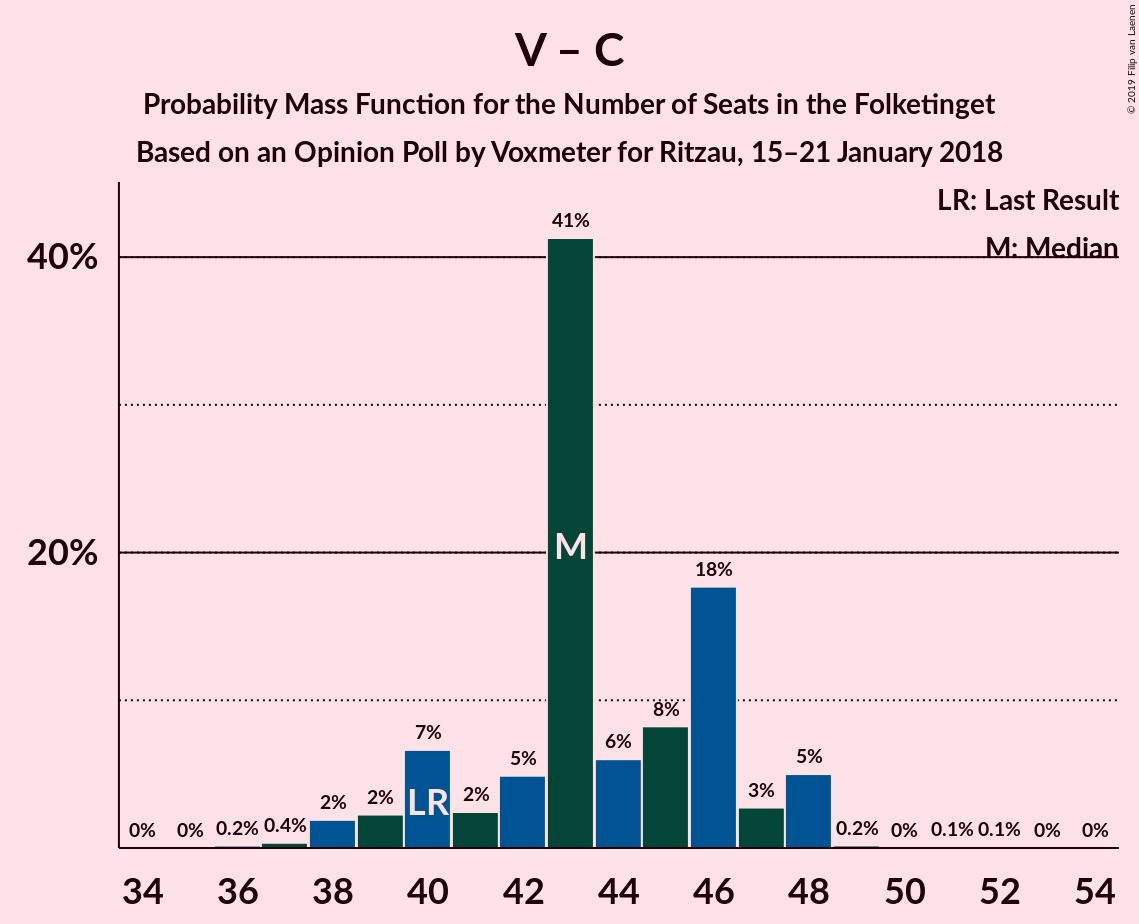 V – C
Probability Mass Function for the Number of Seats in the Folketinget
Based on an Opinion Poll by Voxmeter for Ritzau, 15–21 January 2018
© 2019 Filip van Laenen
LR: Last Result
M: Median
40%
20%
0%
0%
0.2%
0.4%
2%
2%
7%
2%
5%
41%
6%
8%
18%
3%
5%
0.2%
0%
0.1%
0.1%
0%
0%
LR
M
34 36 38 40 42 44 46 48 50 52 54